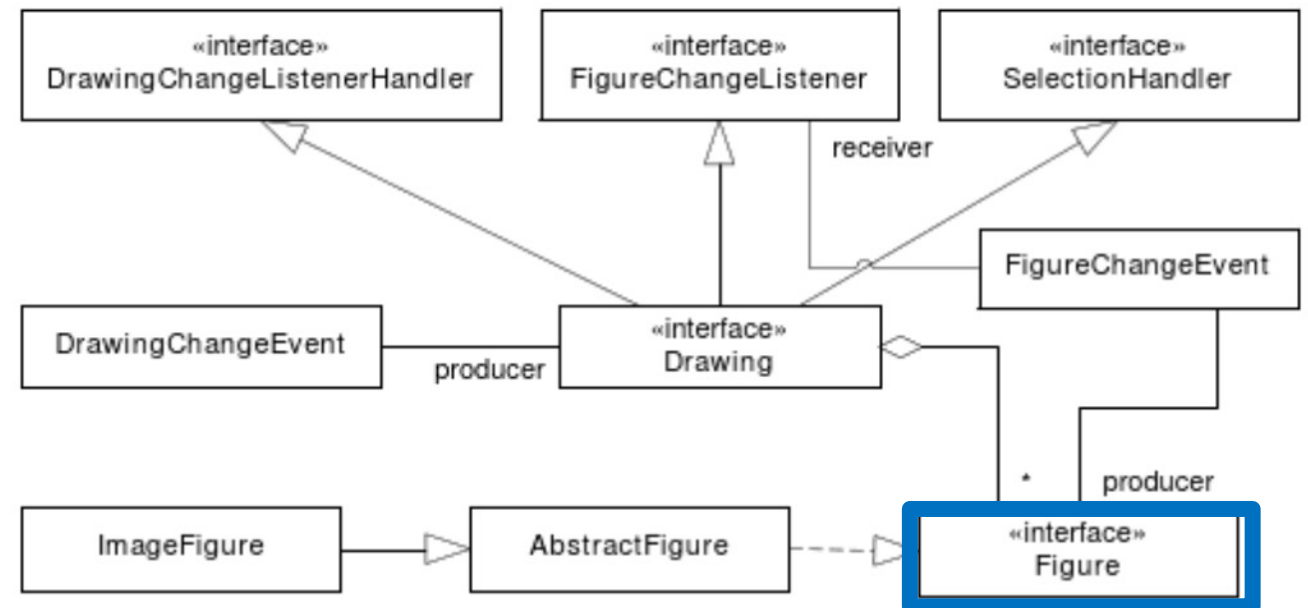 «interface»
DrawingChangeListenerHandler
«interface»
FigureChangeListener
«interface»
SelectionHandler
receiver
FigureChangeEvent
DrawingChangeEvent
producer
«interface»
Drawing
*
producer
ImageFigure
AbstractFigure
«interface»
Figure